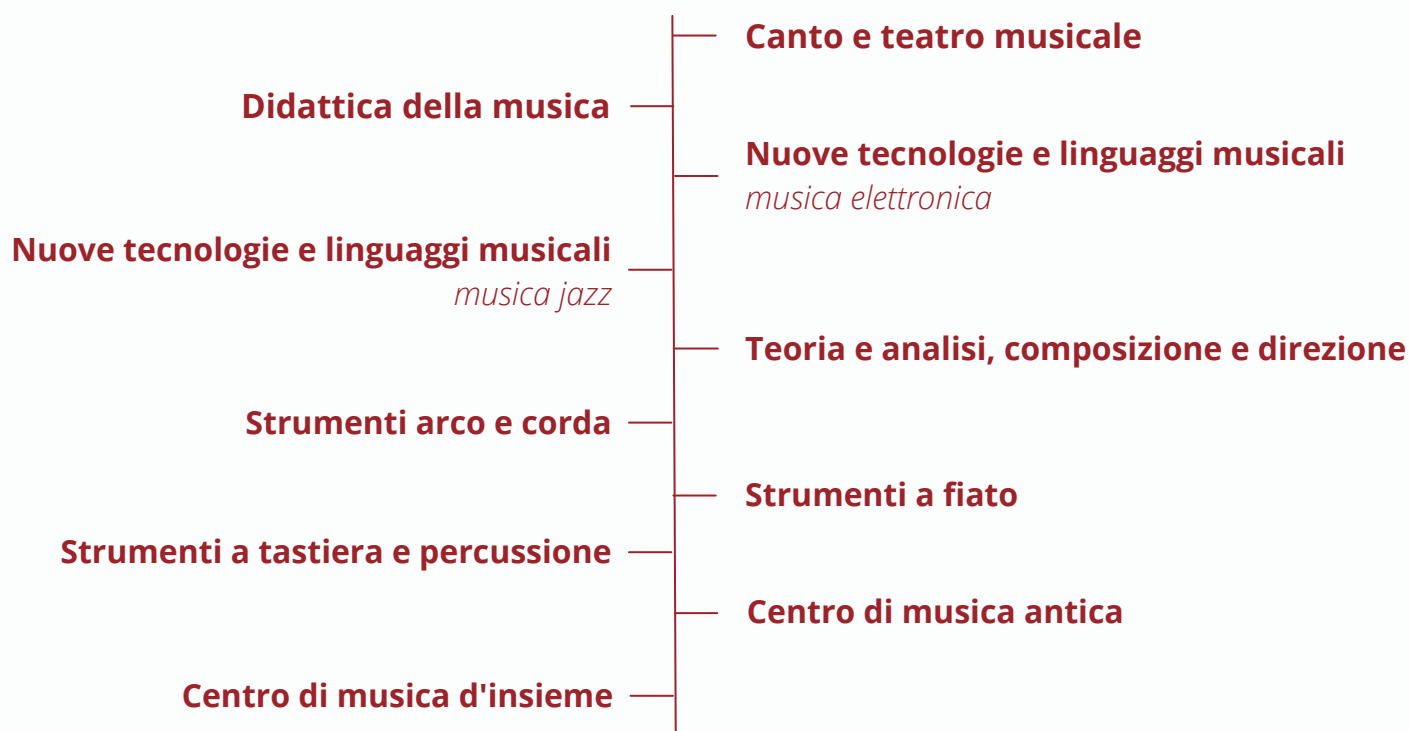 Canto e teatro musicale
Didattica della musica
Nuove tecnologie e linguaggi musicali
musica elettronica
Nuove tecnologie e linguaggi musicali
musica jazz
Teoria e analisi, composizione e direzione
Strumenti arco e corda
Strumenti a fiato
Strumenti a tastiera e percussione
Centro di musica antica
Centro di musica d'insieme